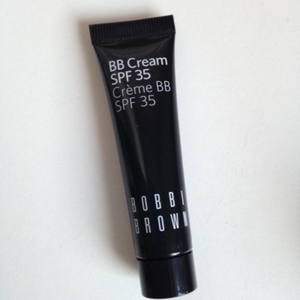 BB Cream
SPF 35
Crème BB
SPF 35
BOBBI
BROWN